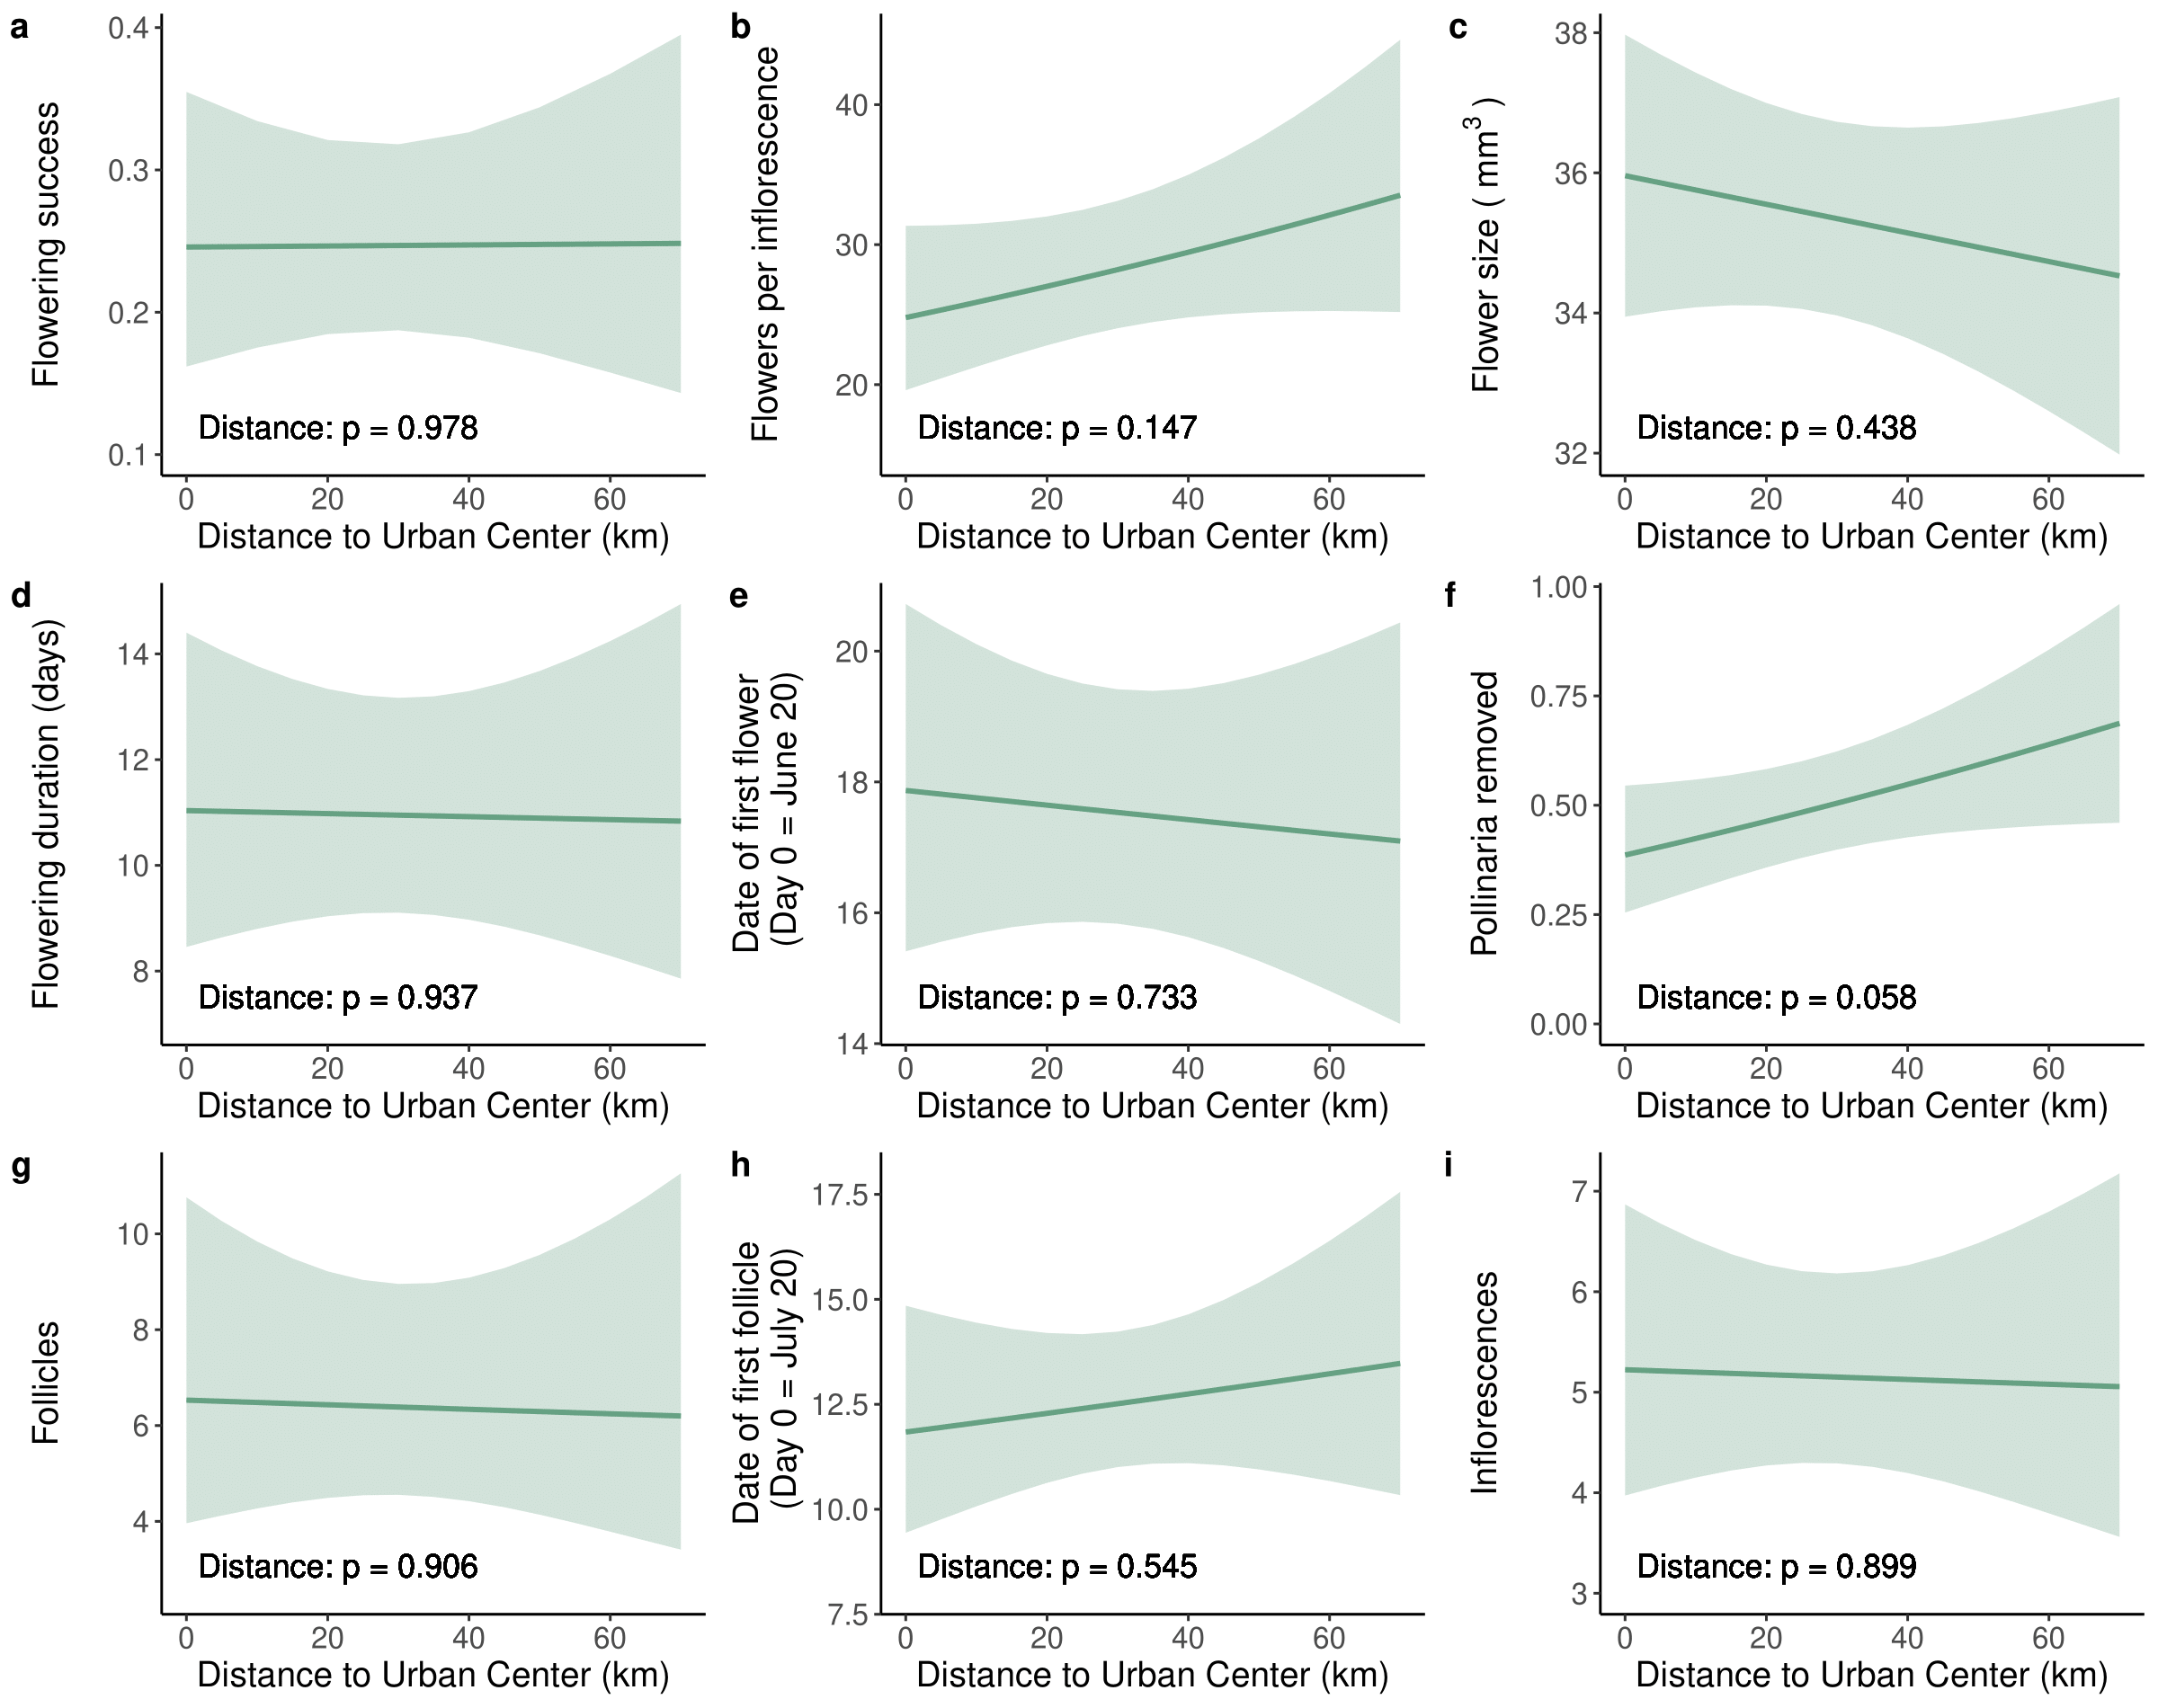 a
Flowering success
0.4
0.3
0.2
0.1
Distance: p = 0.978
0 20 40 60
Distance to Urban Center (km)
b
Flowers per inflorescence
40
30
20
Distance: p = 0.147
0 20 40 60
Distance to Urban Center (km)
c
Flower size ( mm³ )
38
36
34
32
Distance: p = 0.438
0 20 40 60
Distance to Urban Center (km)
d
Flowering duration (days)
14
12
10
8
Distance: p = 0.937
0 20 40 60
Distance to Urban Center (km)
e
Date of first flower
(Day 0 = June 20)
20
18
16
14
Distance: p = 0.733
0 20 40 60
Distance to Urban Center (km)
f
Pollinaria removed
1.00
0.75
0.50
0.25
0.00
Distance: p = 0.058
0 20 40 60
Distance to Urban Center (km)
g
Follicles
10
8
6
4
Distance: p = 0.906
0 20 40 60
Distance to Urban Center (km)
h
Date of first follicle
(Day 0 = July 20)
17.5
15.0
12.5
10.0
7.5
Distance: p = 0.545
0 20 40 60
Distance to Urban Center (km)
i
Inflorescences
7
6
5
4
3
Distance: p = 0.899
0 20 40 60
Distance to Urban Center (km)